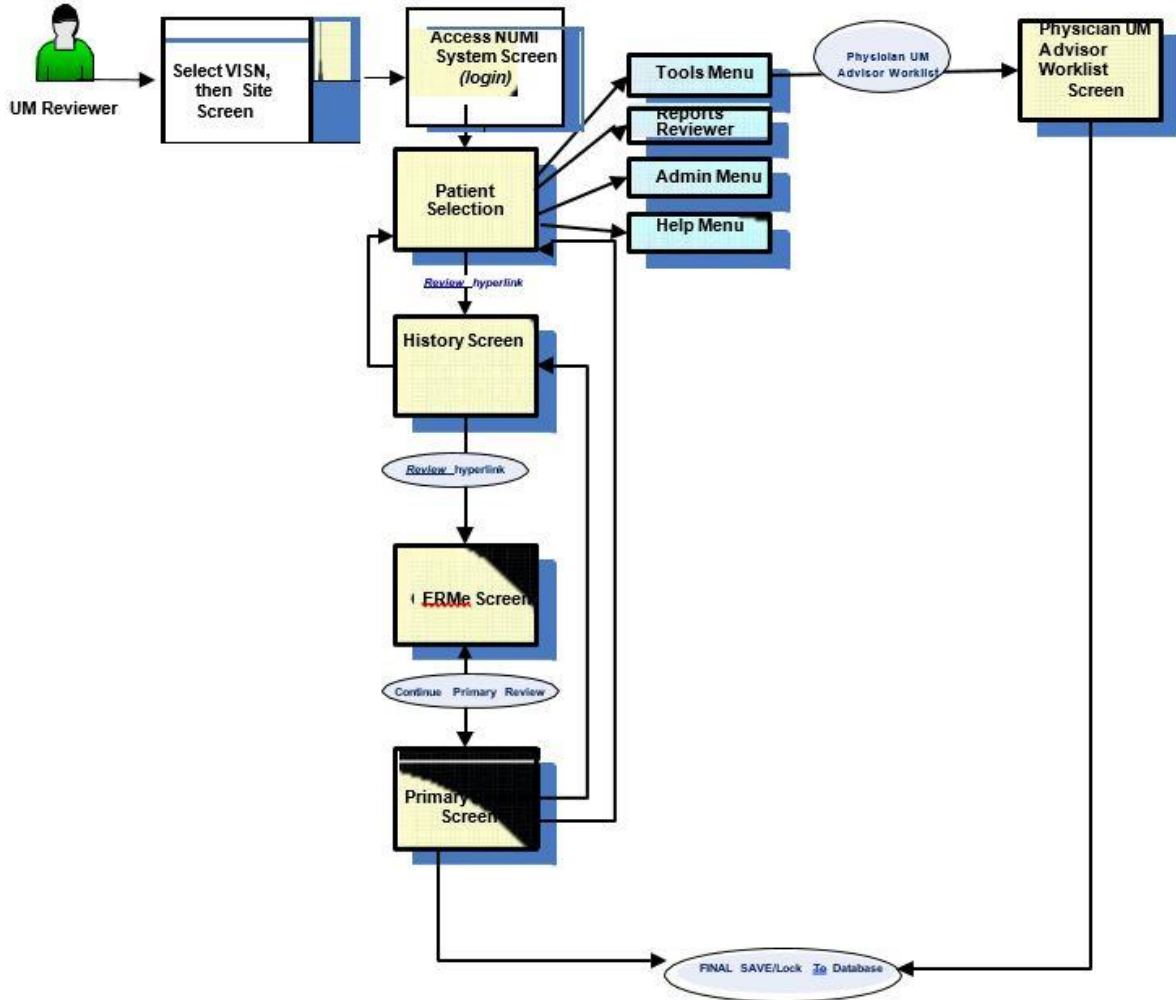 UM Reviewer
Select VISN,
then Site
Screen
Access NUMI
System Screen
(login)
Tools Menu
Reports
Reviewer
Admin Menu
Help Menu
Physioian UM
Advisor Worklist
Physician UM
Advisor
Worklist
Screen
Patient
Selection
Review hyperlink
History Screen
Review hyperlink
ERMe Screen
Continue Primary Review
Primary
Screen
FINAL SAVE/Lock To Database